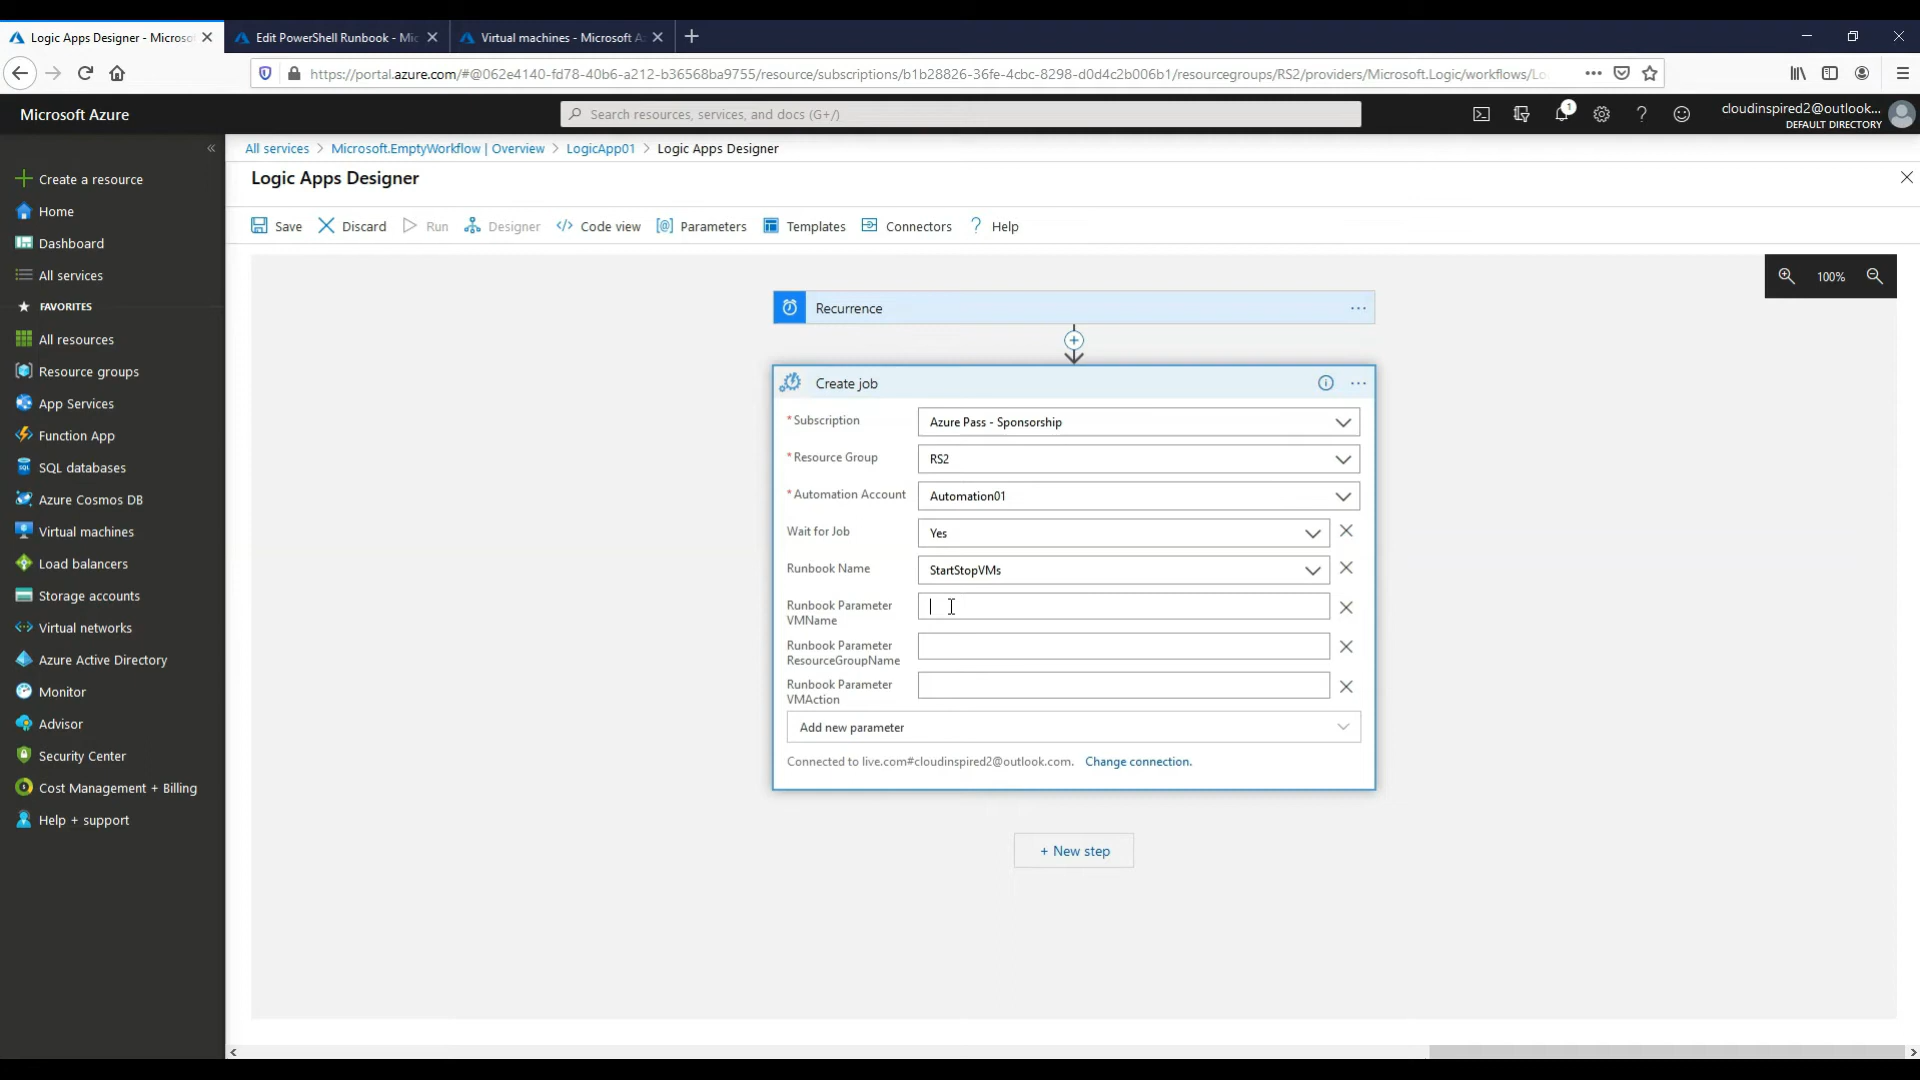 Logic Apps Designer - Microso
Edit PowerShell Runbook - Mic
Virtual machines - Microsoft A
https://portal.azure.com/#@062e4140-fd78-40b6-a212-b36568ba9755/resource/subscriptions/b1b28826-36fe-4cbc-8298-d0d4c2b006b1/resourcegroups/RS2/providers/Microsoft.Logic/workflows/Lo
Microsoft Azure
Search resources, services, and docs (G+/)
1
cloudinspired2@outlook...
DEFAULT DIRECTORY
All services > Microsoft.EmptyWorkflow | Overview > LogicApp01 > Logic Apps Designer
Logic Apps Designer
Save Discard Run Designer Code view Parameters Templates Connectors Help
Create a resource
Home
Dashboard
All services
FAVORITES
All resources
Resource groups
App Services
Function App
SQL databases
Azure Cosmos DB
Virtual machines
Load balancers
Storage accounts
Virtual networks
Azure Active Directory
Monitor
Advisor
Security Center
Cost Management + Billing
Help + support
100%
Recurrence
Create job
*Subscription Azure Pass - Sponsorship
*Resource Group RS2
*Automation Account Automation01
Wait for Job Yes
Runbook Name StartStopVMs
Runbook Parameter
VMName
Runbook Parameter
ResourceGroupName
Runbook Parameter
VMAction
Add new parameter
Connected to live.com#cloudinspired2@outlook.com. Change connection.
+ New step